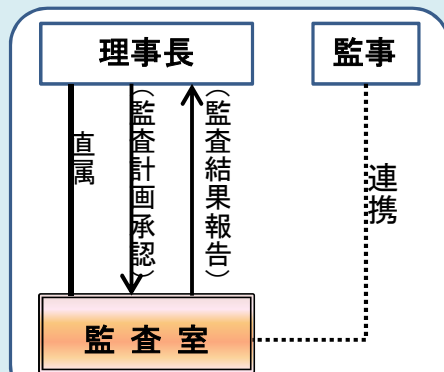 理事長
監事
直属
（監査計画承認）
（監査結果報告）
連携
監査室